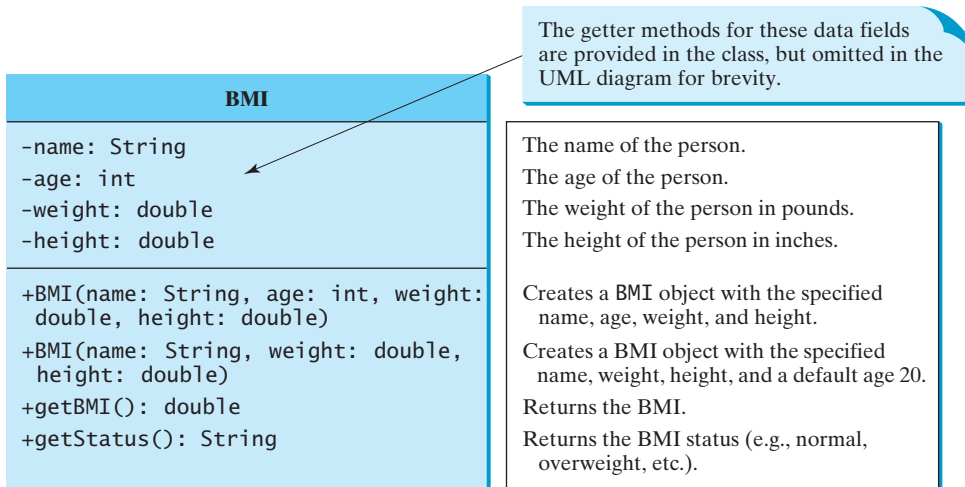 The getter methods for these data fields
are provided in the class, but omitted in the
UML diagram for brevity.
BMI
-name: String
-age: int
-weight: double
-height: double
The name of the person.
The age of the person.
The weight of the person in pounds.
The height of the person in inches.
+BMI(name: String, age: int, weight:
double, height: double)
+BMI(name: String, weight: double,
height: double)
+getBMI(): double
+getStatus(): String
Creates a BMI object with the specified
name, age, weight, and height.
Creates a BMI object with the specified
name, weight, height, and a default age 20.
Returns the BMI.
Returns the BMI status (e.g., normal,
overweight, etc.).